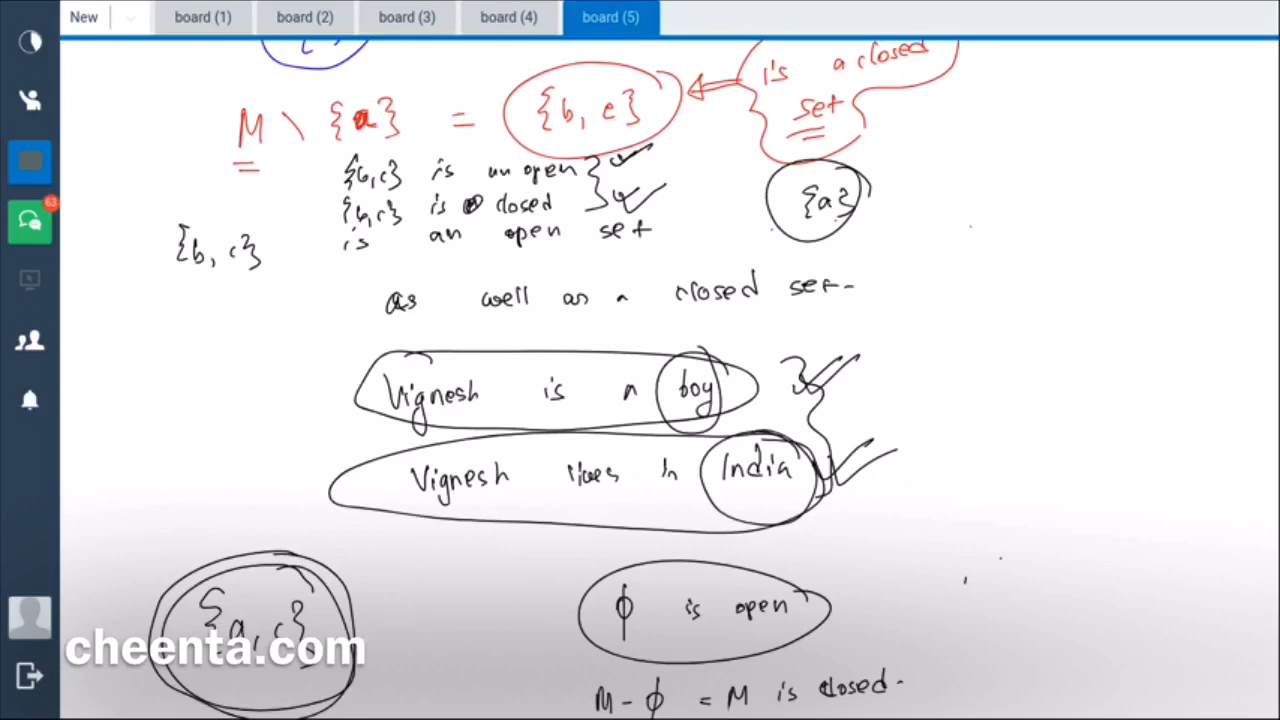 New board (1) board (2) board (3) board (4) board (5)
is a closed
set
M \ {a} = {b, c}
{b,c} is an open
{b,c} is closed
{a}
{b, c} is an open set
as well as a closed set.
Vignesh is a boy
Vignesh lives in India
{a, c}
ϕ is open
M - ϕ = M is closed.
63
cheenta.com